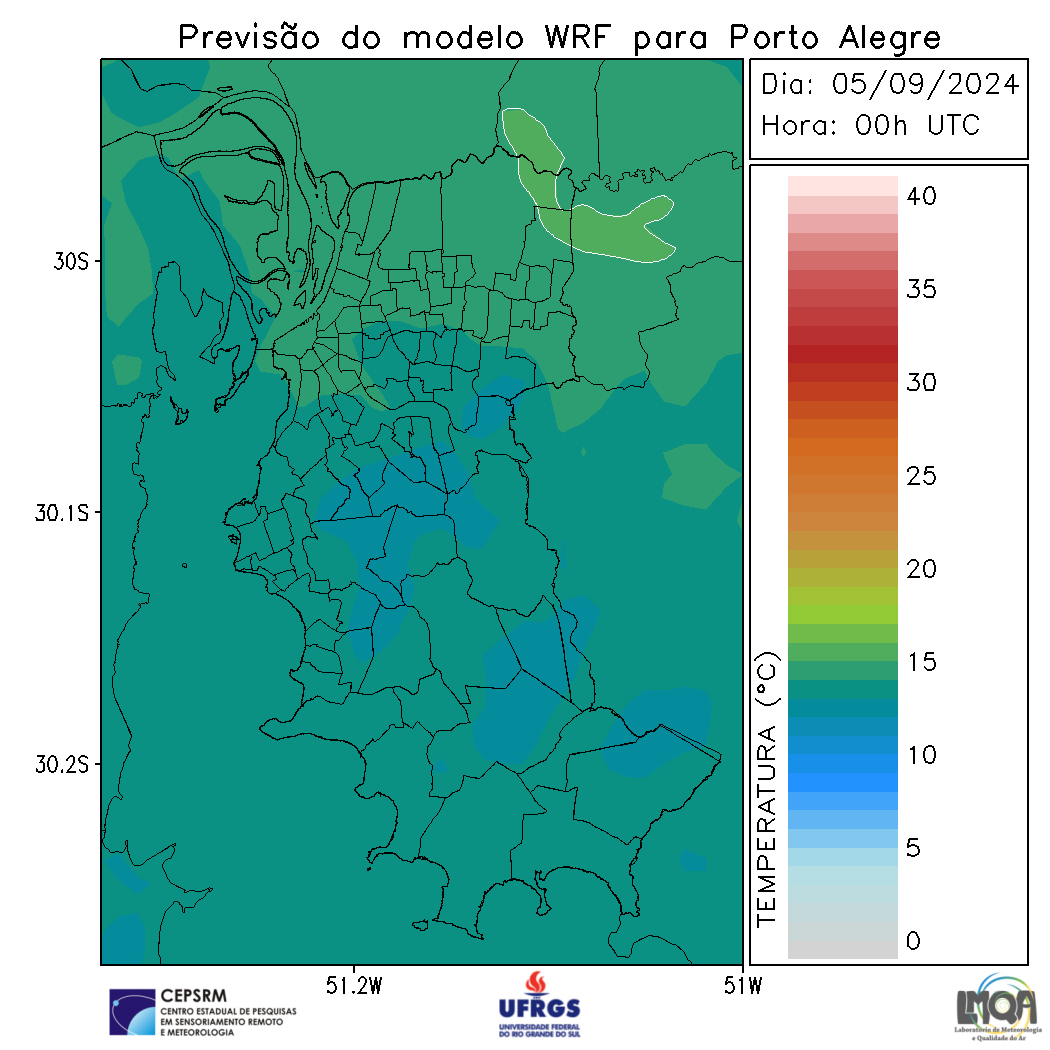 Previsão do modelo WRF para Porto Alegre
Dia: 05/09/2024
Hora: 00h UTC
40
35
30
25
20
15
10
5
0
TEMPERATURA (°C)
30S
30.1S
30.2S
51.2W
51W
CEPSRM
CENTRO ESTADUAL DE PESQUISAS
EM SENSORIAMENTO REMOTO
E METEOROLOGIA
UFRGS
UNIVERSIDADE FEDERAL
DO RIO GRANDE DO SUL
LMQA
Laboratório de Meteorologia
e Qualidade do Ar